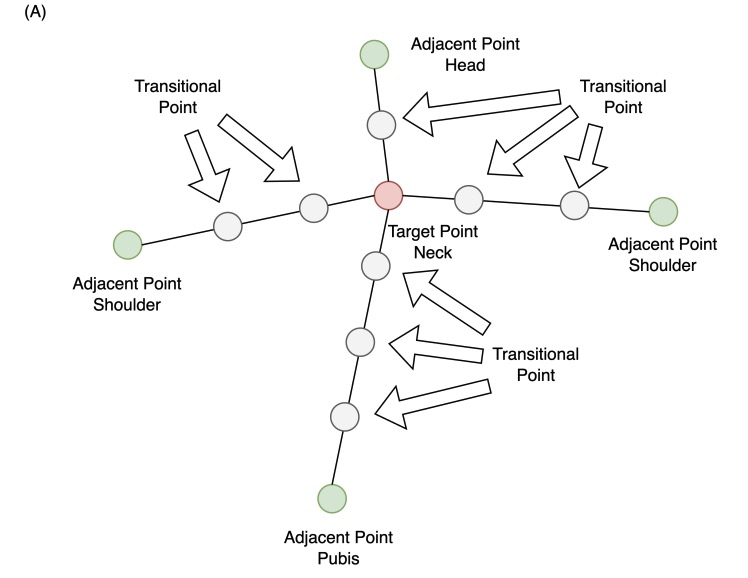 (A)
Adjacent Point
Head
Transitional
Point
Transitional
Point
Target Point
Neck
Adjacent Point
Shoulder
Adjacent Point
Shoulder
Transitional
Point
Adjacent Point
Pubis